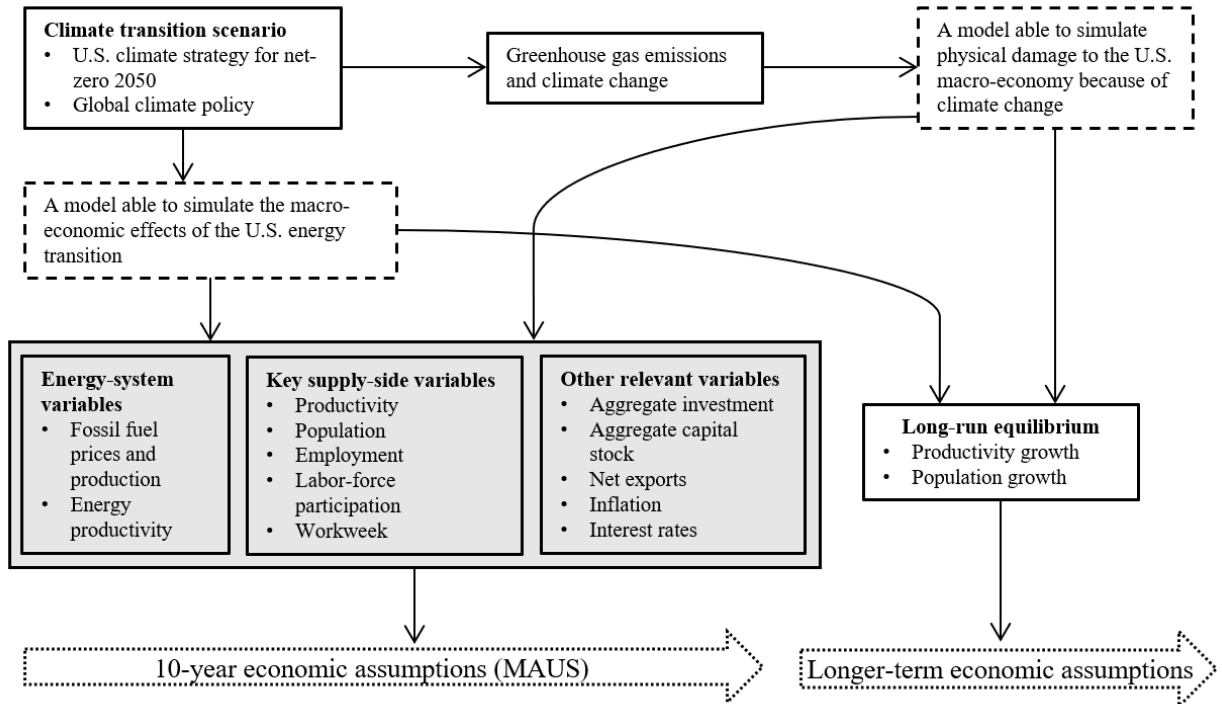 Climate transition scenario
• U.S. climate strategy for net-
zero 2050
• Global climate policy
Greenhouse gas emissions
and climate change
A model able to simulate
physical damage to the U.S.
macro-economy because of
climate change
A model able to simulate the macro-
economic effects of the U.S. energy
transition
Energy-system
variables
• Fossil fuel
prices and
production
• Energy
productivity
Key supply-side variables
• Productivity
• Population
• Employment
• Labor-force
participation
• Workweek
Other relevant variables
• Aggregate investment
• Aggregate capital
stock
• Net exports
• Inflation
• Interest rates
Long-run equilibrium
• Productivity growth
• Population growth
10-year economic assumptions (MAUS)
Longer-term economic assumptions